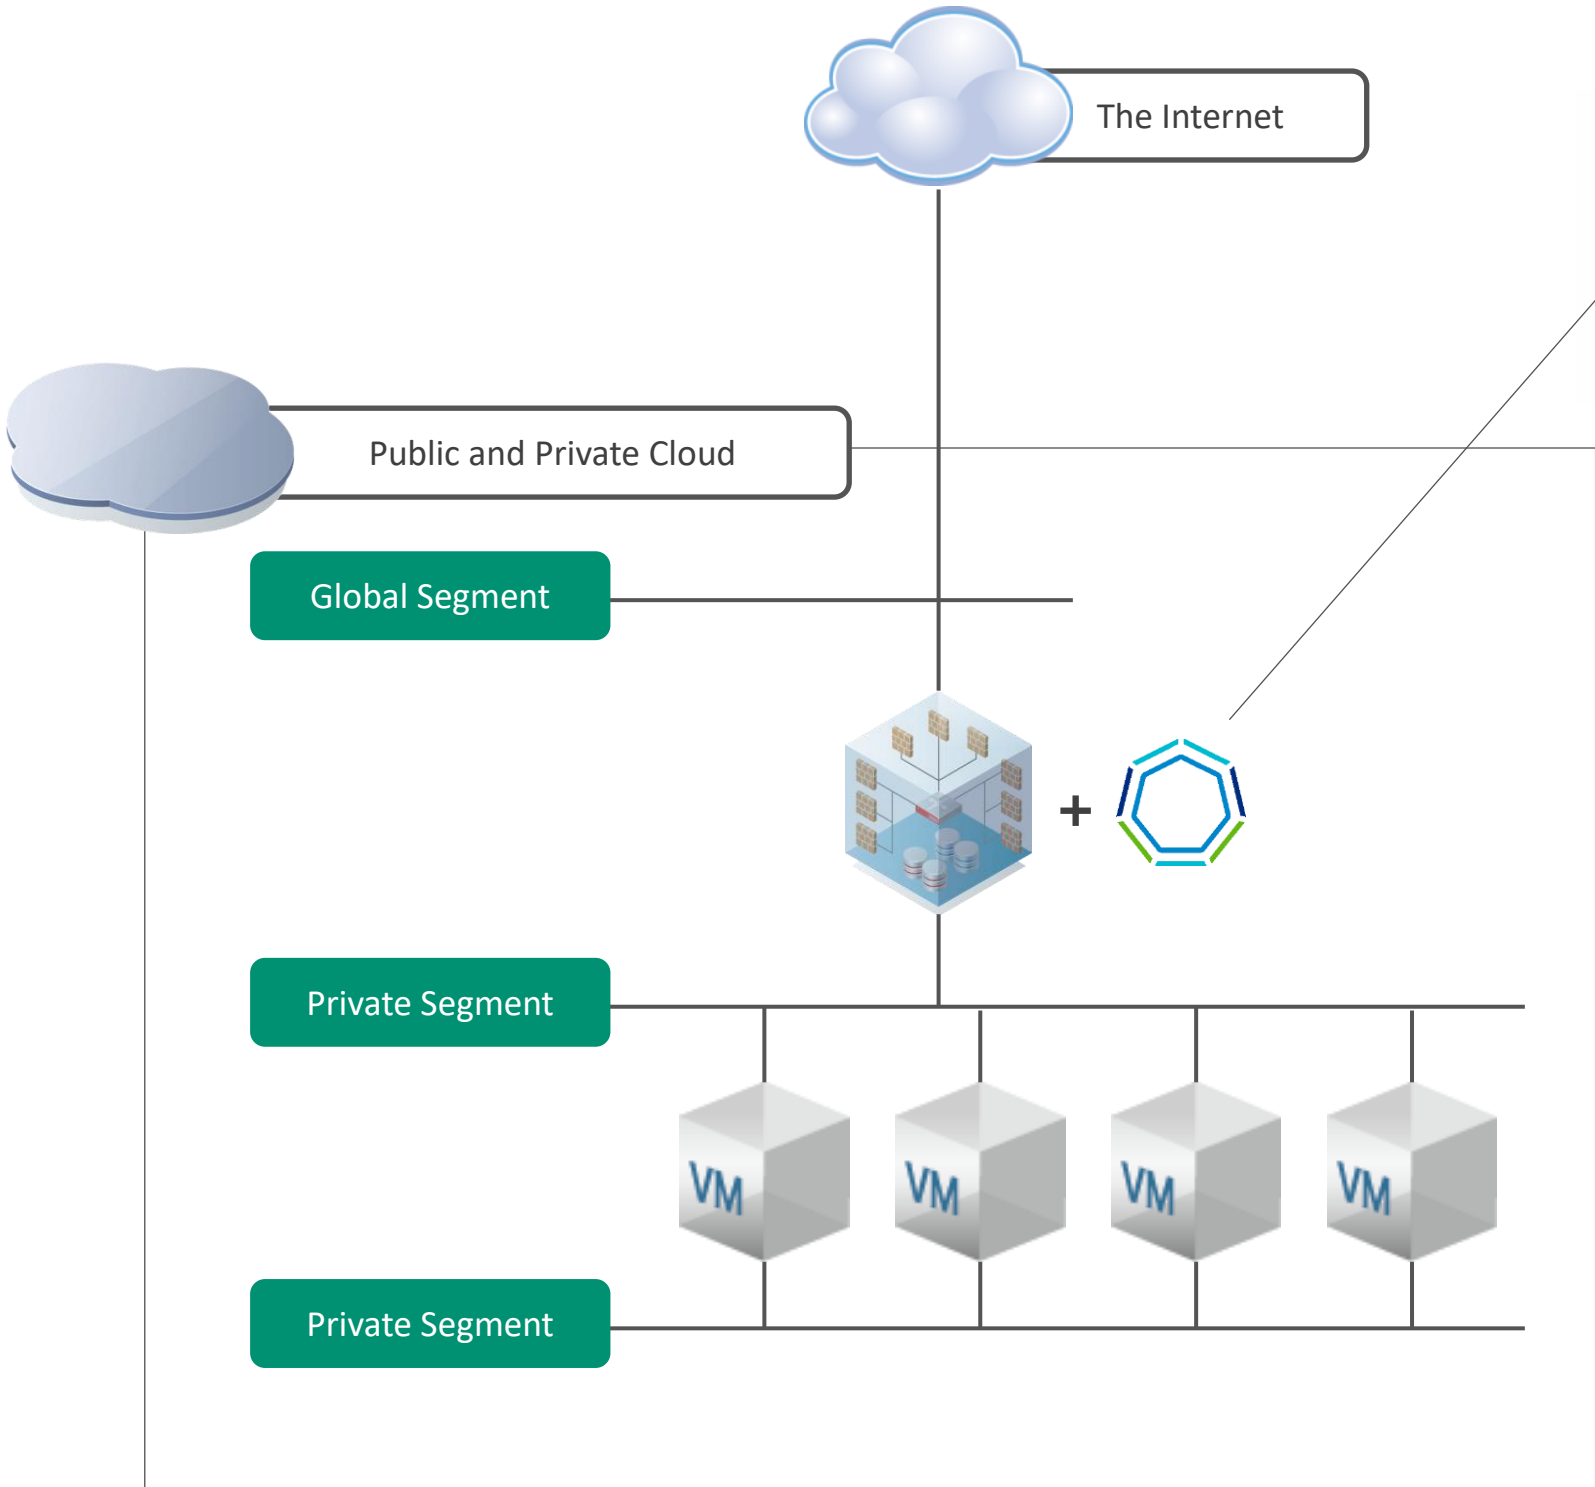 The Internet
Public and Private Cloud
Global Segment
+
Private Segment
VM VM VM VM
Private Segment